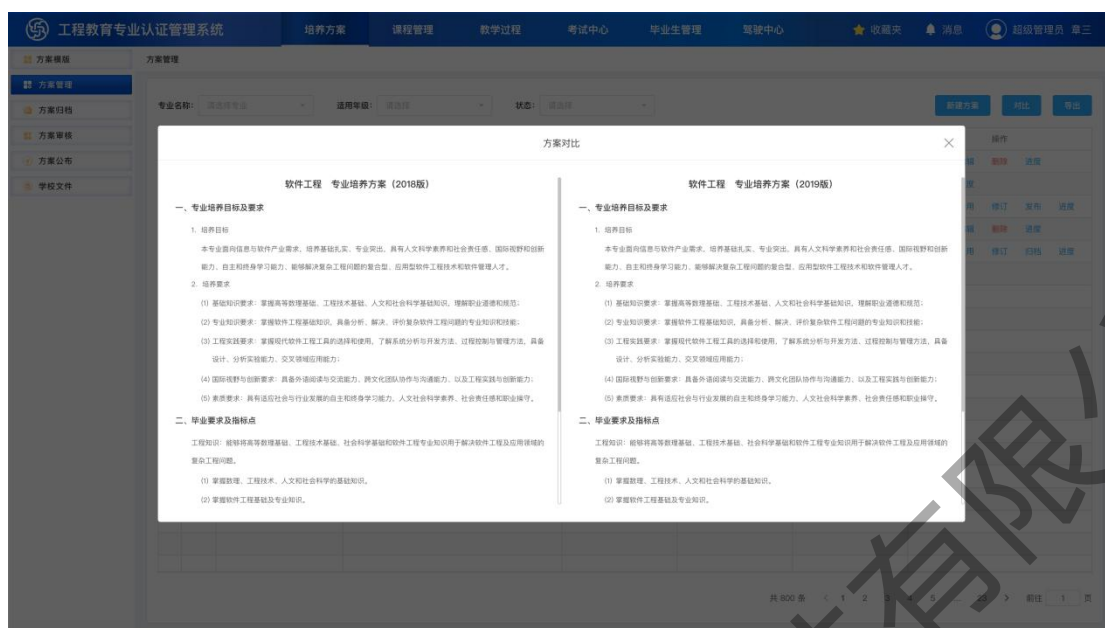 工程教育专业认证管理系统
培养方案 课程管理 教学过程 考试中心 毕业生管理 驾驶中心 收藏夹 消息 超级管理员 章三
方案模版
方案管理
方案管理
方案归档
方案审核
方案公布
学校文件
专业名称: 请选择专业 适用年级: 请选择 状态: 请选择 新建方案 对比 导出
操作
方案对比
软件工程 专业培养方案（2018版）
一、专业培养目标及要求
1. 培养目标
本专业面向信息与软件产业需求，培养基础扎实、专业突出、具有人文科学素养和社会责任感、国际视野和创新
能力、自主和终身学习能力，能够解决复杂工程问题的复合型、应用型软件工程技术和软件管理人才。
2. 培养要求
(1) 基础知识要求：掌握高等数理基础、工程技术基础、人文和社会科学基础知识，理解职业道德和规范；
(2) 专业知识要求：掌握软件工程基础知识，具备分析、解决、评价复杂软件工程问题的专业知识和技能；
(3) 工程实践要求：掌握现代软件工程工具的选择和使用，了解系统分析与开发方法、过程控制与管理方法，具备
设计、分析实验能力、交叉领域应用能力；
(4) 国际视野与创新要求：具备外语阅读与交流能力、跨文化团队协作与沟通能力、以及工程实践与创新能力；
(5) 素质要求：具有适应社会与行业发展的自主和终身学习能力、人文社会科学素养、社会责任感和职业操守。
二、毕业要求及指标点
工程知识：能够将高等数理基础、工程技术基础、社会科学基础和软件工程专业知识用于解决软件工程及应用领域的
复杂工程问题。
(1) 掌握数理、工程技术、人文和社会科学的基础知识。
(2) 掌握软件工程基础及专业知识。
软件工程 专业培养方案（2019版）
一、专业培养目标及要求
1. 培养目标
本专业面向信息与软件产业需求，培养基础扎实、专业突出、具有人文科学素养和社会责任感、国际视野和创新
能力、自主和终身学习能力，能够解决复杂工程问题的复合型、应用型软件工程技术和软件管理人才。
2. 培养要求
(1) 基础知识要求：掌握高等数理基础、工程技术基础、人文和社会科学基础知识，理解职业道德和规范；
(2) 专业知识要求：掌握软件工程基础知识，具备分析、解决、评价复杂软件工程问题的专业知识和技能；
(3) 工程实践要求：掌握现代软件工程工具的选择和使用，了解系统分析与开发方法、过程控制与管理方法，具备
设计、分析实验能力、交叉领域应用能力；
(4) 国际视野与创新要求：具备外语阅读与交流能力、跨文化团队协作与沟通能力、以及工程实践与创新能力；
(5) 素质要求：具有适应社会与行业发展的自主和终身学习能力、人文社会科学素养、社会责任感和职业操守。
二、毕业要求及指标点
工程知识：能够将高等数理基础、工程技术基础、社会科学基础和软件工程专业知识用于解决软件工程及应用领域的
复杂工程问题。
(1) 掌握数理、工程技术、人文和社会科学的基础知识。
(2) 掌握软件工程基础及专业知识。
辑 删除 进度
度
用 修订 发布 进度
辑 删除 进度
用 修订 归档 进度
共 800 条 < 1 2 3 4 5 ... 23 > 前往 1 页
有限